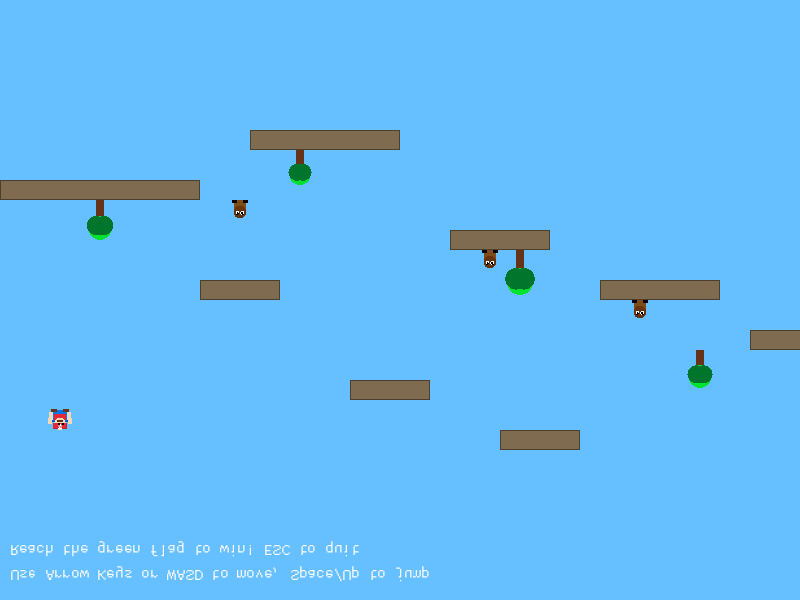 Use Arrow Keys or WASD to move, Space/Up to jump
Reach the green flag to win! ESC to quit